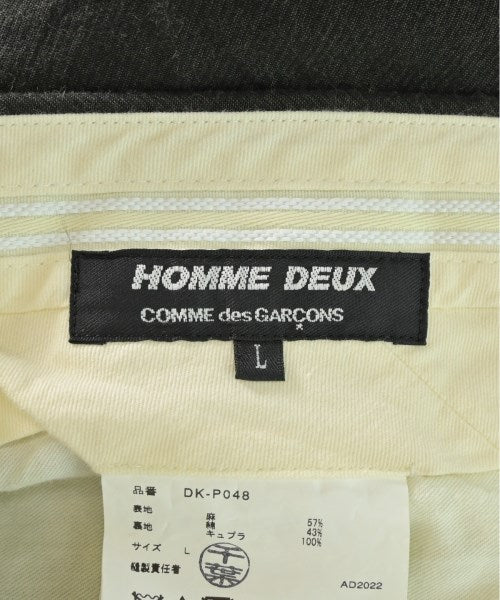 HOMME DEUX
COMME des GARÇONS
L
品番 DK-P048
表地 麻 57%
綿 43%
裏地 キュプラ 100%
サイズ L
縫製責任者 千葉
AD2022